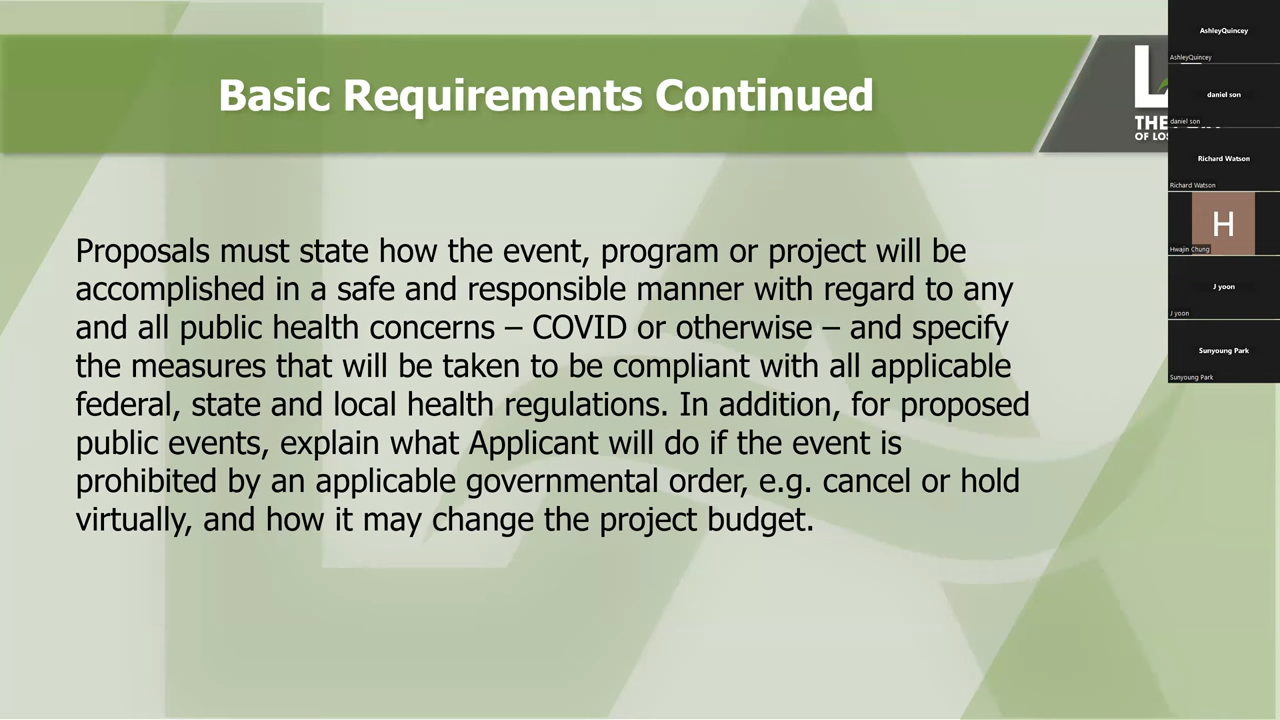 Basic Requirements Continued
L
THE
OF LOS
Proposals must state how the event, program or project will be
accomplished in a safe and responsible manner with regard to any
and all public health concerns – COVID or otherwise – and specify
the measures that will be taken to be compliant with all applicable
federal, state and local health regulations. In addition, for proposed
public events, explain what Applicant will do if the event is
prohibited by an applicable governmental order, e.g. cancel or hold
virtually, and how it may change the project budget.
AshleyQuincey
AshleyQuincey
daniel son
daniel son
Richard Watson
Richard Watson
H
Hwajin Chung
J yoon
J yoon
Sunyoung Park
Sunyoung Park